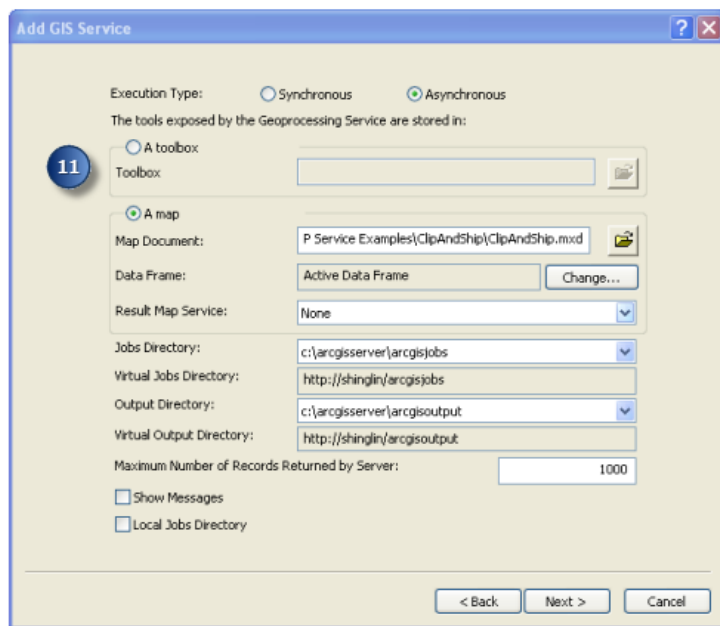 Add GIS Service
Execution Type: Synchronous Asynchronous
The tools exposed by the Geoprocessing Service are stored in:
A toolbox
11
Toolbox
A map
Map Document: P Service Examples\ClipAndShip\ClipAndShip.mxd
Data Frame: Active Data Frame Change...
Result Map Service: None
Jobs Directory: c:\arcgisserver\arcgisjobs
Virtual Jobs Directory: http://shinglin/arcgisjobs
Output Directory: c:\arcgisserver\arcgisoutput
Virtual Output Directory: http://shinglin/arcgisoutput
Maximum Number of Records Returned by Server: 1000
Show Messages
Local Jobs Directory
< Back Next > Cancel